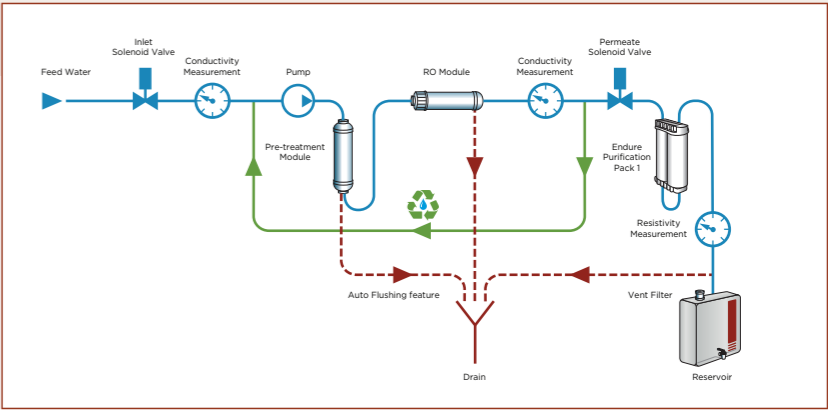 Inlet
Solenoid Valve
Permeate
Solenoid Valve
Feed Water
Conductivity
Measurement
Pump
RO Module
Conductivity
Measurement
Pre-treatment
Module
Endure
Purification
Pack 1
Resistivity
Measurement
Auto Flushing feature
Vent Filter
Drain
Reservoir